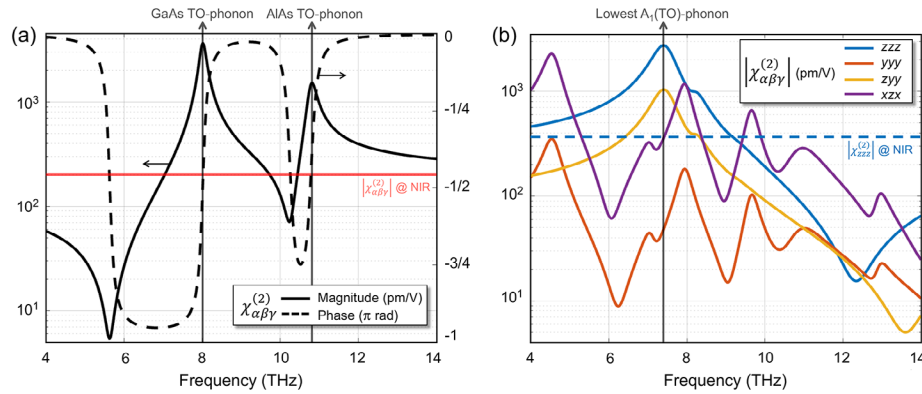 GaAs TO-phonon AlAs TO-phonon
(a)
10³
10²
10¹
0
-1/4
-1/2
-3/4
-1
|χ⁽²⁾αβγ| @ NIR
χ⁽²⁾αβγ
Magnitude (pm/V)
Phase (π rad)
4 6 8 10 12 14
Frequency (THz)
Lowest Λ₁(TO)-phonon
(b)
10³
10²
10¹
|χ⁽²⁾αβγ| (pm/V)
zzz
yyy
zyy
xzx
|χ⁽²⁾zzz| @ NIR
4 6 8 10 12 14
Frequency (THz)